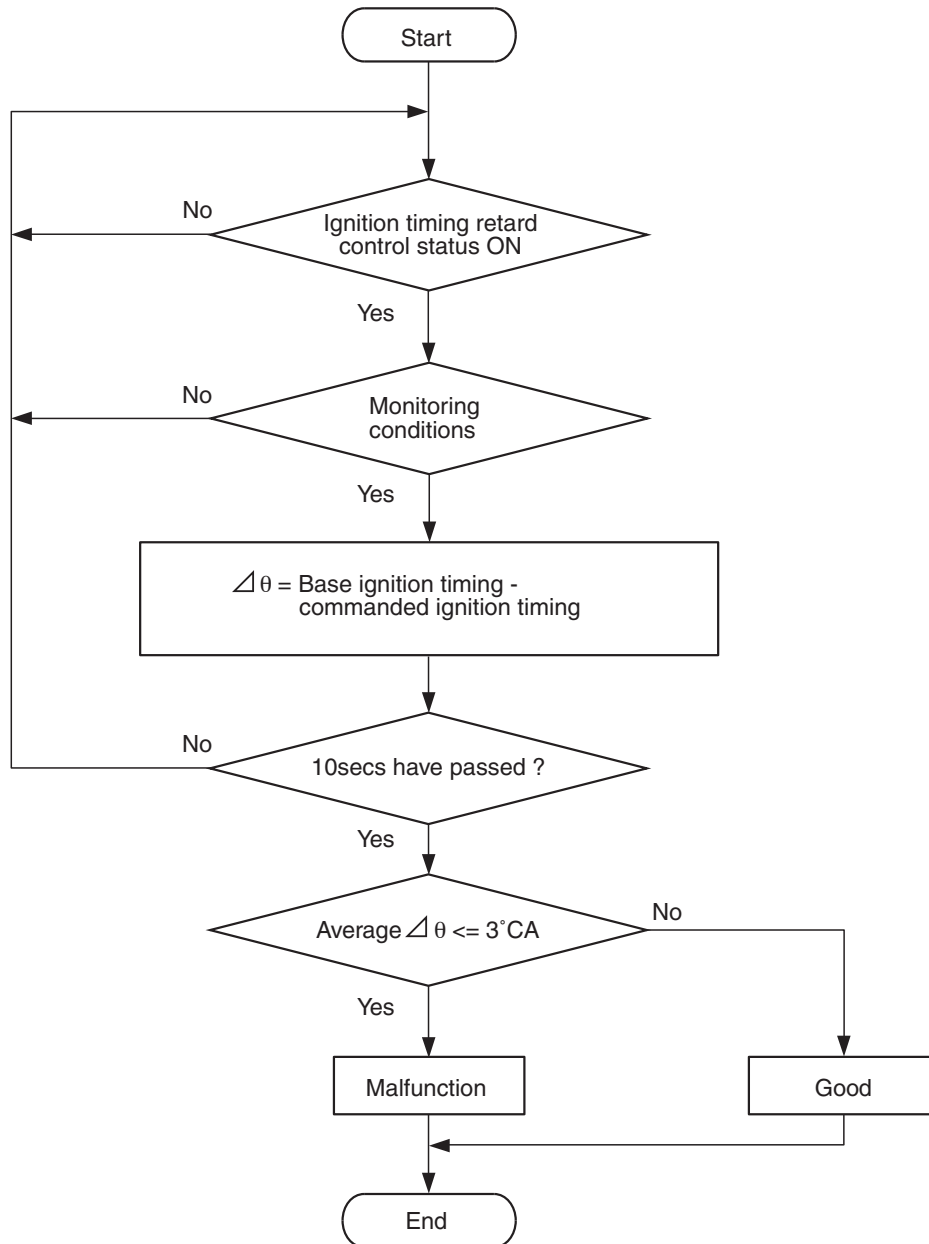 Start
No
Ignition timing retard
control status ON
Yes
No
Monitoring
conditions
Yes
⊿ θ = Base ignition timing -
commanded ignition timing
No
10secs have passed ?
Yes
Average ⊿ θ <= 3°CA
No
Yes
Malfunction
Good
End